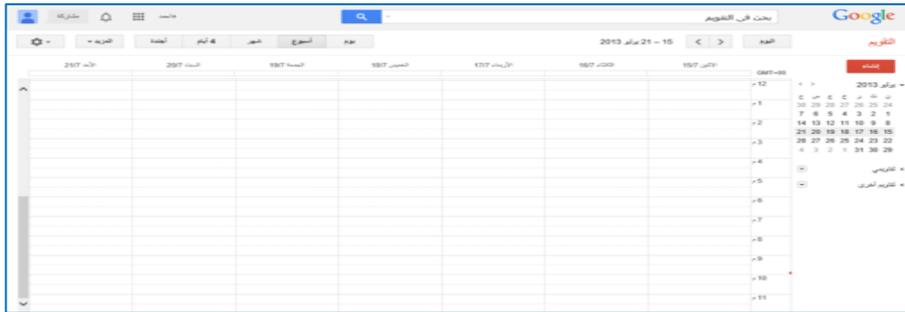 Google بحث في التقويم +أحمد مشاركة
التقويم اليوم 15 – 21 يوليو 2013 يوم أسبوع شهر 4 أيام أجندة المزيد
إنشاء
الاثنين 15/7 الثلاثاء 16/7 الأربعاء 17/7 الخميس 18/7 الجمعة 19/7 السبت 20/7 الأحد 21/7
يوليو 2013
24 25 26 27 28 29 30
1 2 3 4 5 6 7
8 9 10 11 12 13 14
15 16 17 18 19 20 21
22 23 24 25 26 27 28
29 30 31 1 2 3 4
تقاويمي
تقاويم أخرى
12 م
1 م
2 م
3 م
4 م
5 م
6 م
7 م
8 م
9 م
10 م
11 م